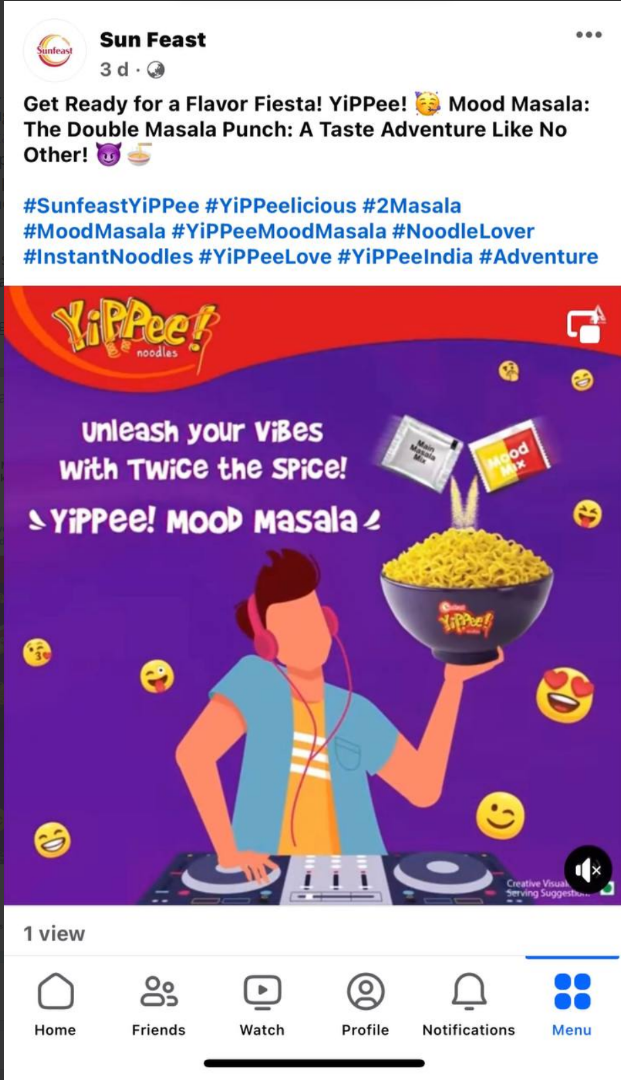 Sunfeast
Sun Feast
3 d ·
Get Ready for a Flavor Fiesta! YiPPee! 🥳 Mood Masala:
The Double Masala Punch: A Taste Adventure Like No
Other! 😈 🍜
#SunfeastYiPPee #YiPPeelicious #2Masala
#MoodMasala #YiPPeeMoodMasala #NoodleLover
#InstantNoodles #YiPPeeLove #YiPPeeIndia #Adventure
YiPPee!
noodles
Unleash your Vibes
with Twice the Spice!
YiPPee! Mood Masala
Main
Masala
Mix
Mood
Mix
YiPPee!
Creative Visual
Serving Suggestion
1 view
Home
Friends
Watch
Profile
Notifications
Menu